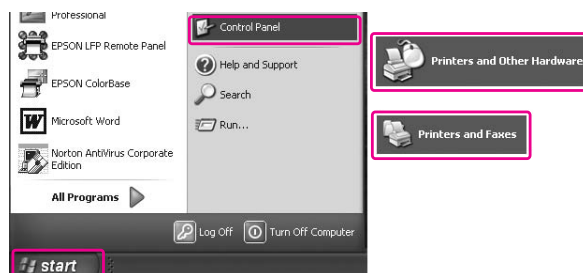 Professional
EPSON LFP Remote Panel
EPSON ColorBase
W
Microsoft Word
Norton AntiVirus Corporate
Edition
All Programs
Control Panel
Help and Support
Search
Run...
Log Off
Turn Off Computer
start
Printers and Other Hardware
Printers and Faxes